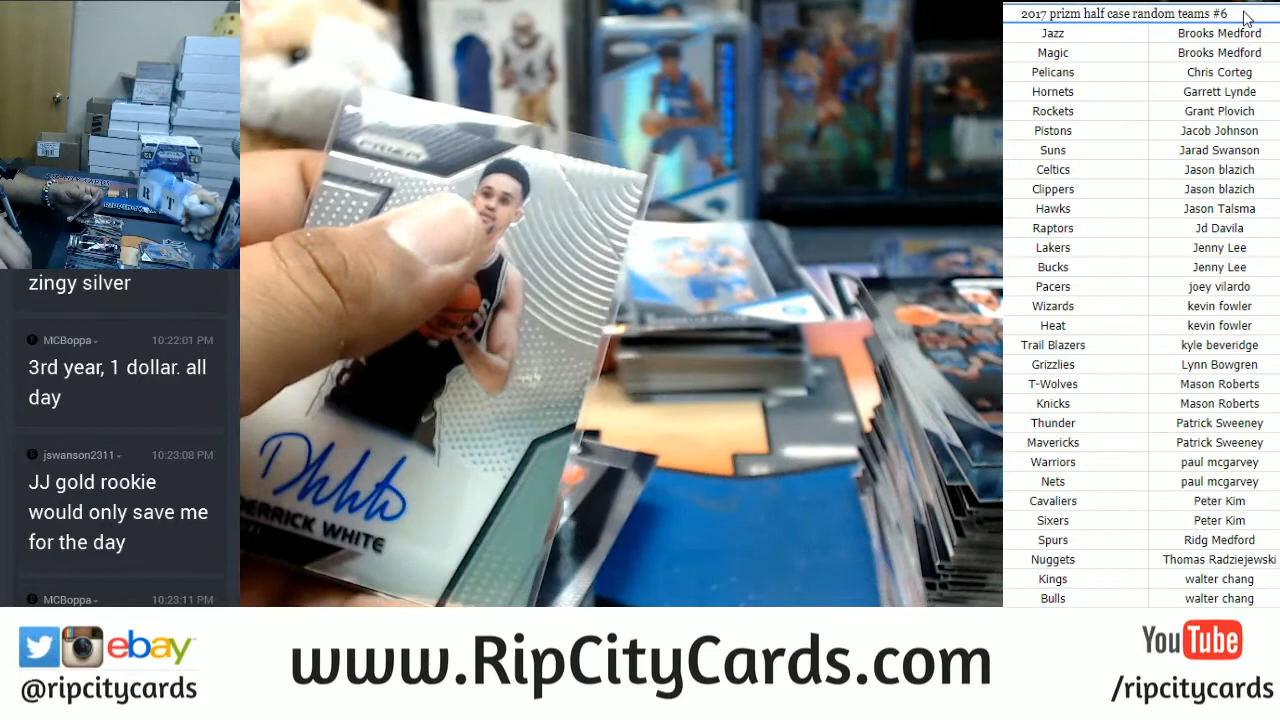 zingy silver
MCBoppa 10:22:01 PM
3rd year, 1 dollar. all
day
jswanson2311 10:23:08 PM
JJ gold rookie
would only save me
for the day
MCBoppa 10:23:11 PM
PRIZM
DERRICK WHITE
2017 prizm half case random teams #6
Jazz Brooks Medford
Magic Brooks Medford
Pelicans Chris Corteg
Hornets Garrett Lynde
Rockets Grant Plovich
Pistons Jacob Johnson
Suns Jarad Swanson
Celtics Jason blazich
Clippers Jason blazich
Hawks Jason Talsma
Raptors Jd Davila
Lakers Jenny Lee
Bucks Jenny Lee
Pacers joey vilardo
Wizards kevin fowler
Heat kevin fowler
Trail Blazers kyle beveridge
Grizzlies Lynn Bowgren
T-Wolves Mason Roberts
Knicks Mason Roberts
Thunder Patrick Sweeney
Mavericks Patrick Sweeney
Warriors paul mcgarvey
Nets paul mcgarvey
Cavaliers Peter Kim
Sixers Peter Kim
Spurs Ridg Medford
Nuggets Thomas Radziejewski
Kings walter chang
Bulls walter chang
ebay
@ripcitycards
www.RipCityCards.com
YouTube
/ripcitycards